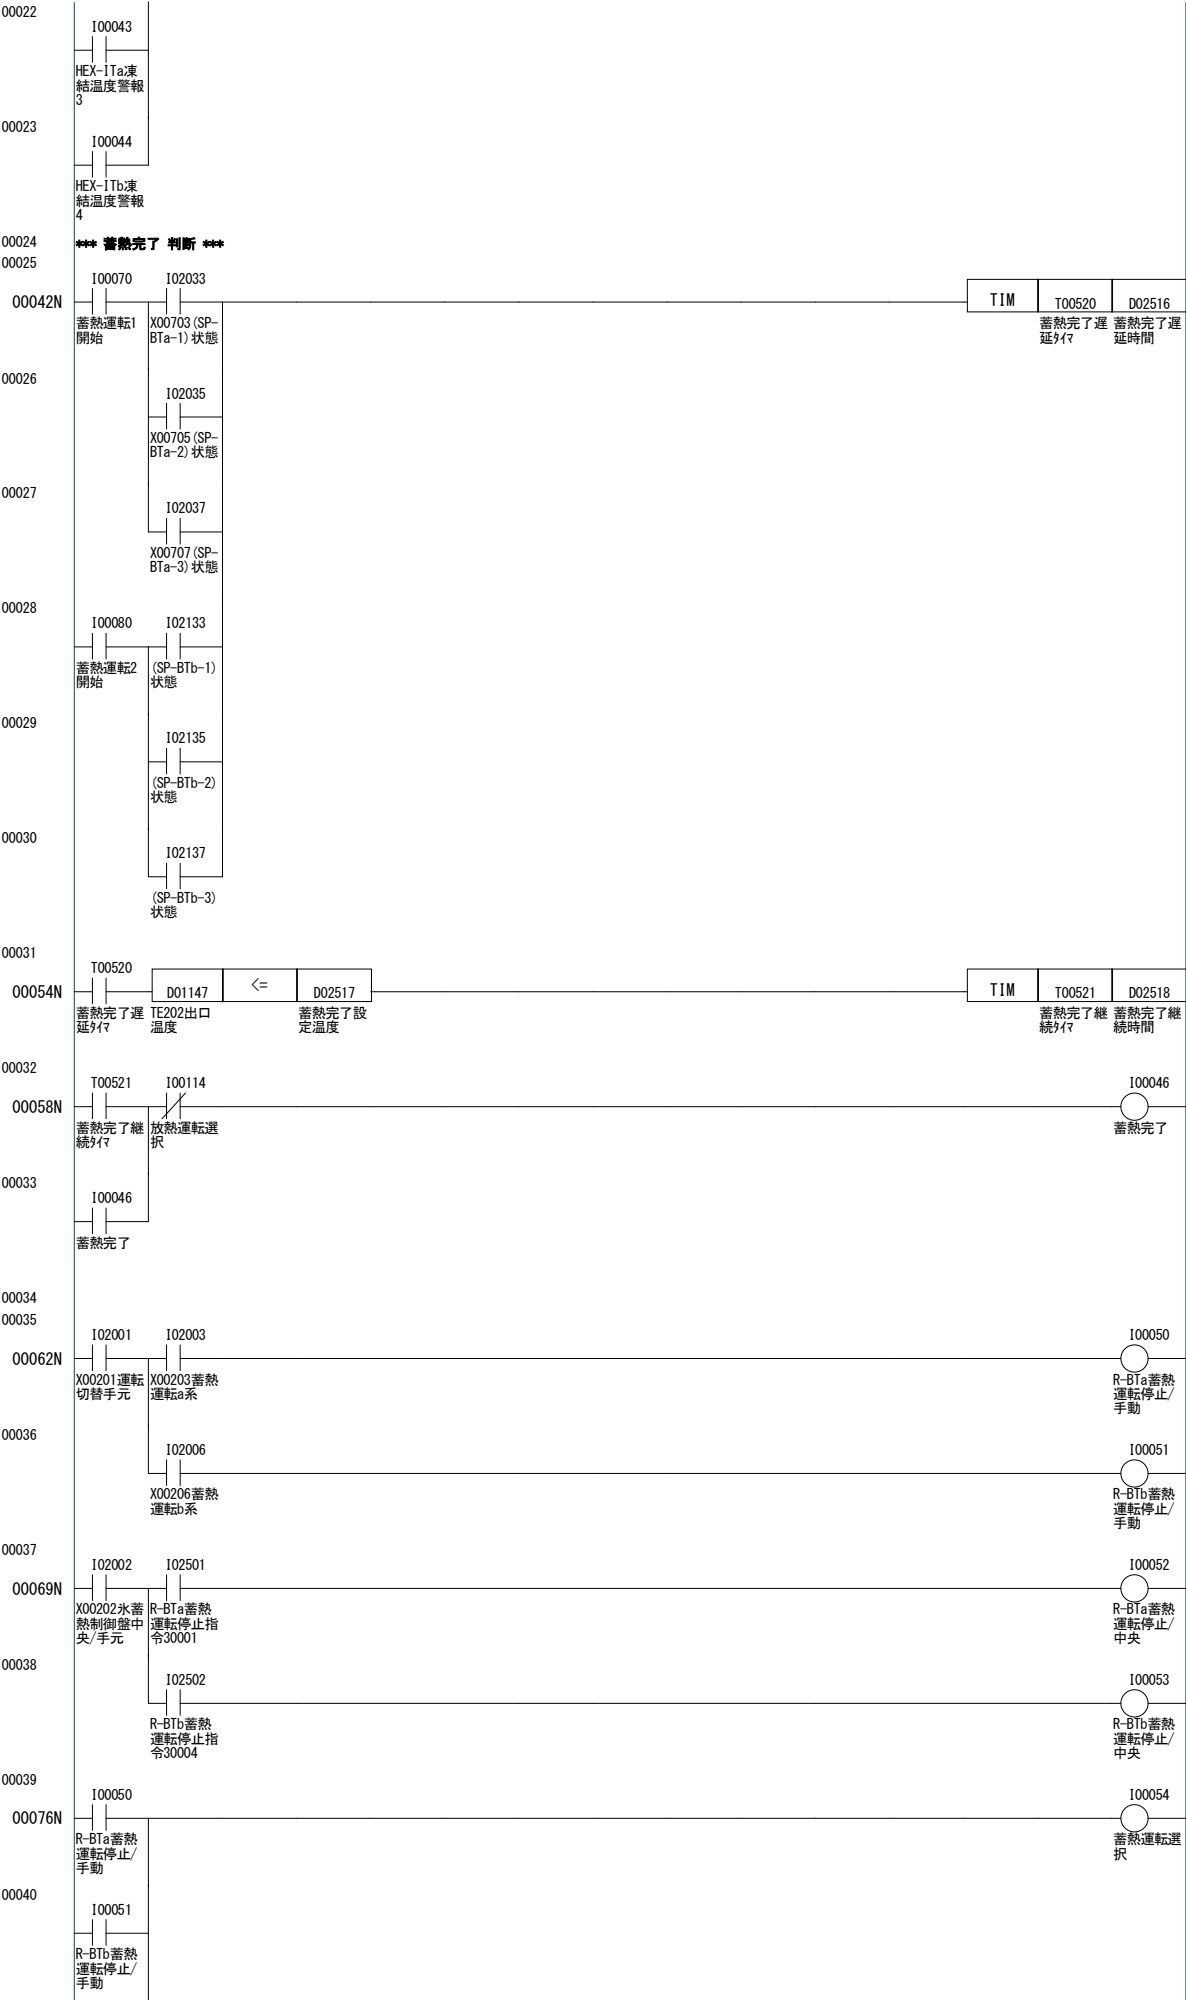 00022
I00043
HEX-ITa凍
結温度警報
3
00023
I00044
HEX-ITb凍
結温度警報
4
00024
*** 蓄熱完了 判断 ***
00025
I00070 I02033
00042N
TIM T00520 D02516
蓄熱運転1 X00703(SP- 蓄熱完了遅 蓄熱完了遅
開始 BTa-1)状態 延ﾀｲﾏ 延時間
00026
I02035
X00705(SP-
BTa-2)状態
00027
I02037
X00707(SP-
BTa-3)状態
00028
I00080 I02133
蓄熱運転2 (SP-BTb-1)
開始 状態
00029
I02135
(SP-BTb-2)
状態
00030
I02137
(SP-BTb-3)
状態
00031
T00520
00054N D01147 <= D02517 TIM T00521 D02518
蓄熱完了遅 TE202出口 蓄熱完了設 蓄熱完了継 蓄熱完了継
延ﾀｲﾏ 温度 定温度 続ﾀｲﾏ 続時間
00032
T00521 I00114 I00046
00058N
蓄熱完了継 放熱運転選 蓄熱完了
続ﾀｲﾏ 択
00033
I00046
蓄熱完了
00034
00035
I02001 I02003 I00050
00062N
X00201運転 X00203蓄熱 R-BTa蓄熱
切替手元 運転a系 運転停止/
手動
00036
I02006 I00051
X00206蓄熱 R-BTb蓄熱
運転b系 運転停止/
手動
00037
I02002 I02501 I00052
00069N
X00202氷蓄 R-BTa蓄熱 R-BTa蓄熱
熱制御盤中 運転停止指 運転停止/
央/手元 令30001 中央
00038
I02502 I00053
R-BTb蓄熱 R-BTb蓄熱
運転停止指 運転停止/
令30004 中央
00039
I00050 I00054
00076N
R-BTa蓄熱 蓄熱運転選
運転停止/ 択
手動
00040
I00051
R-BTb蓄熱
運転停止/
手動